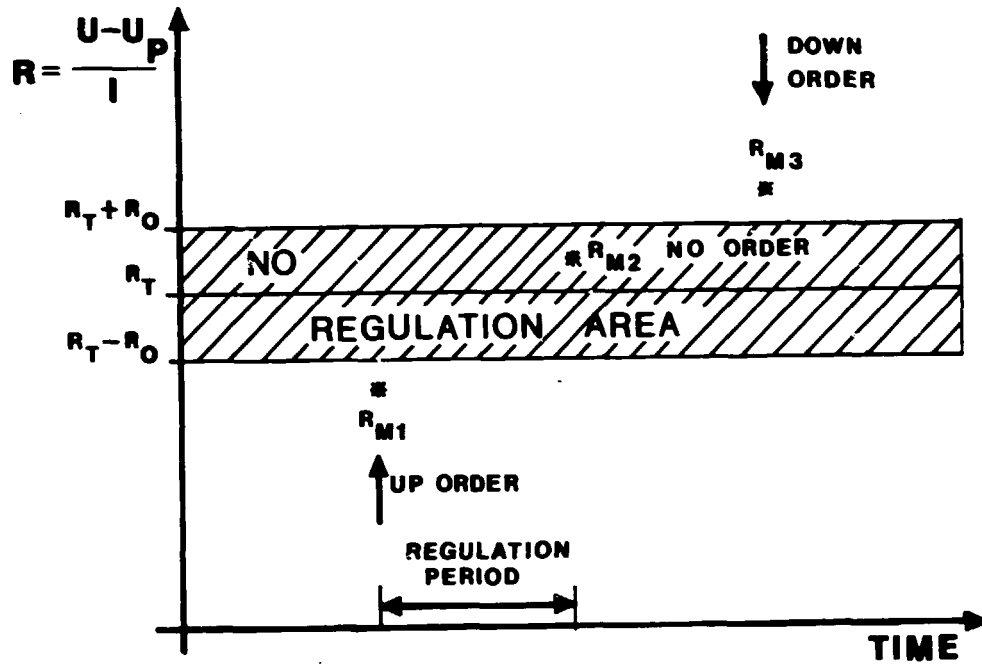 R = U-Up / I
DOWN
ORDER
RM3
RT + RO
NO
*RM2 NO ORDER
RT
REGULATION AREA
RT - RO
RM1
UP ORDER
REGULATION
PERIOD
TIME